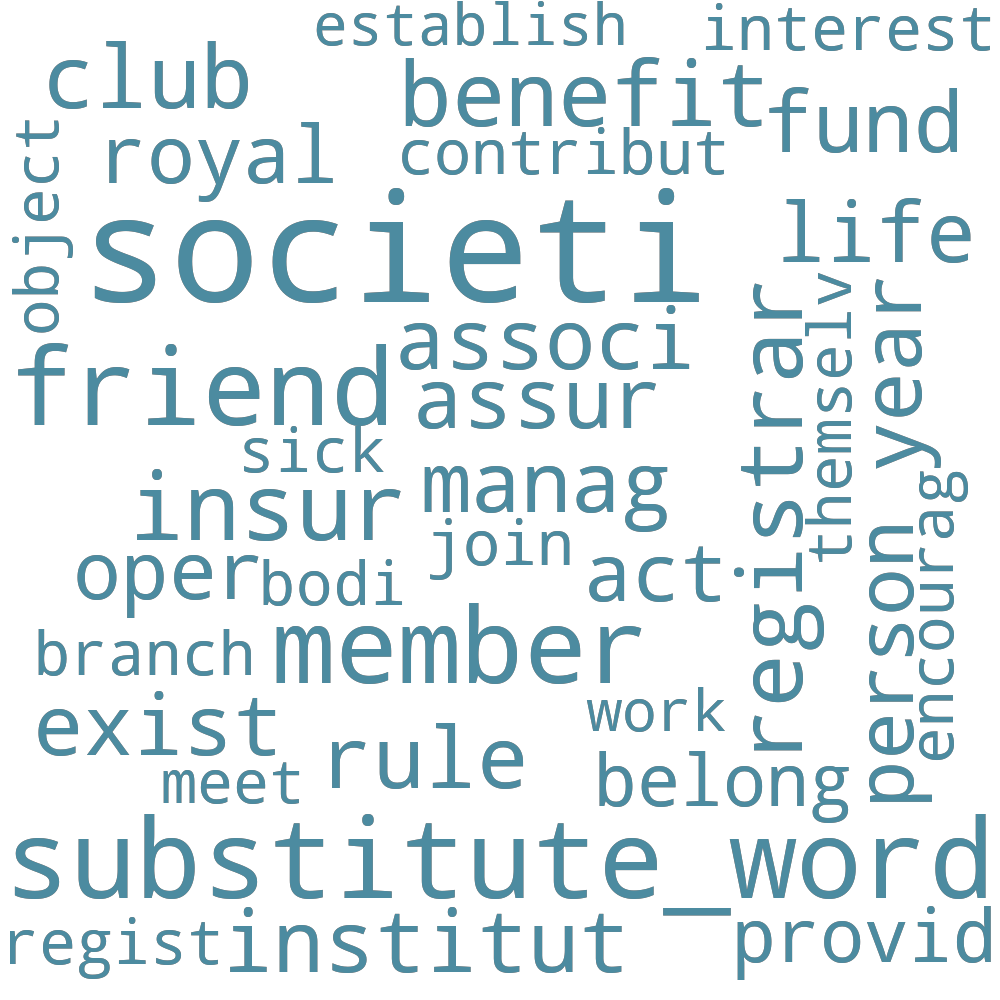 establish
interest
club
benefit
fund
object
royal
contribut
societi
life
friend
associ
assur
registrar
themselv
year
sick
manag
insur
join
person
encourag
oper
bodi
act
branch
member
exist
work
rule
meet
belong
substitute_word
regist
institut
provid